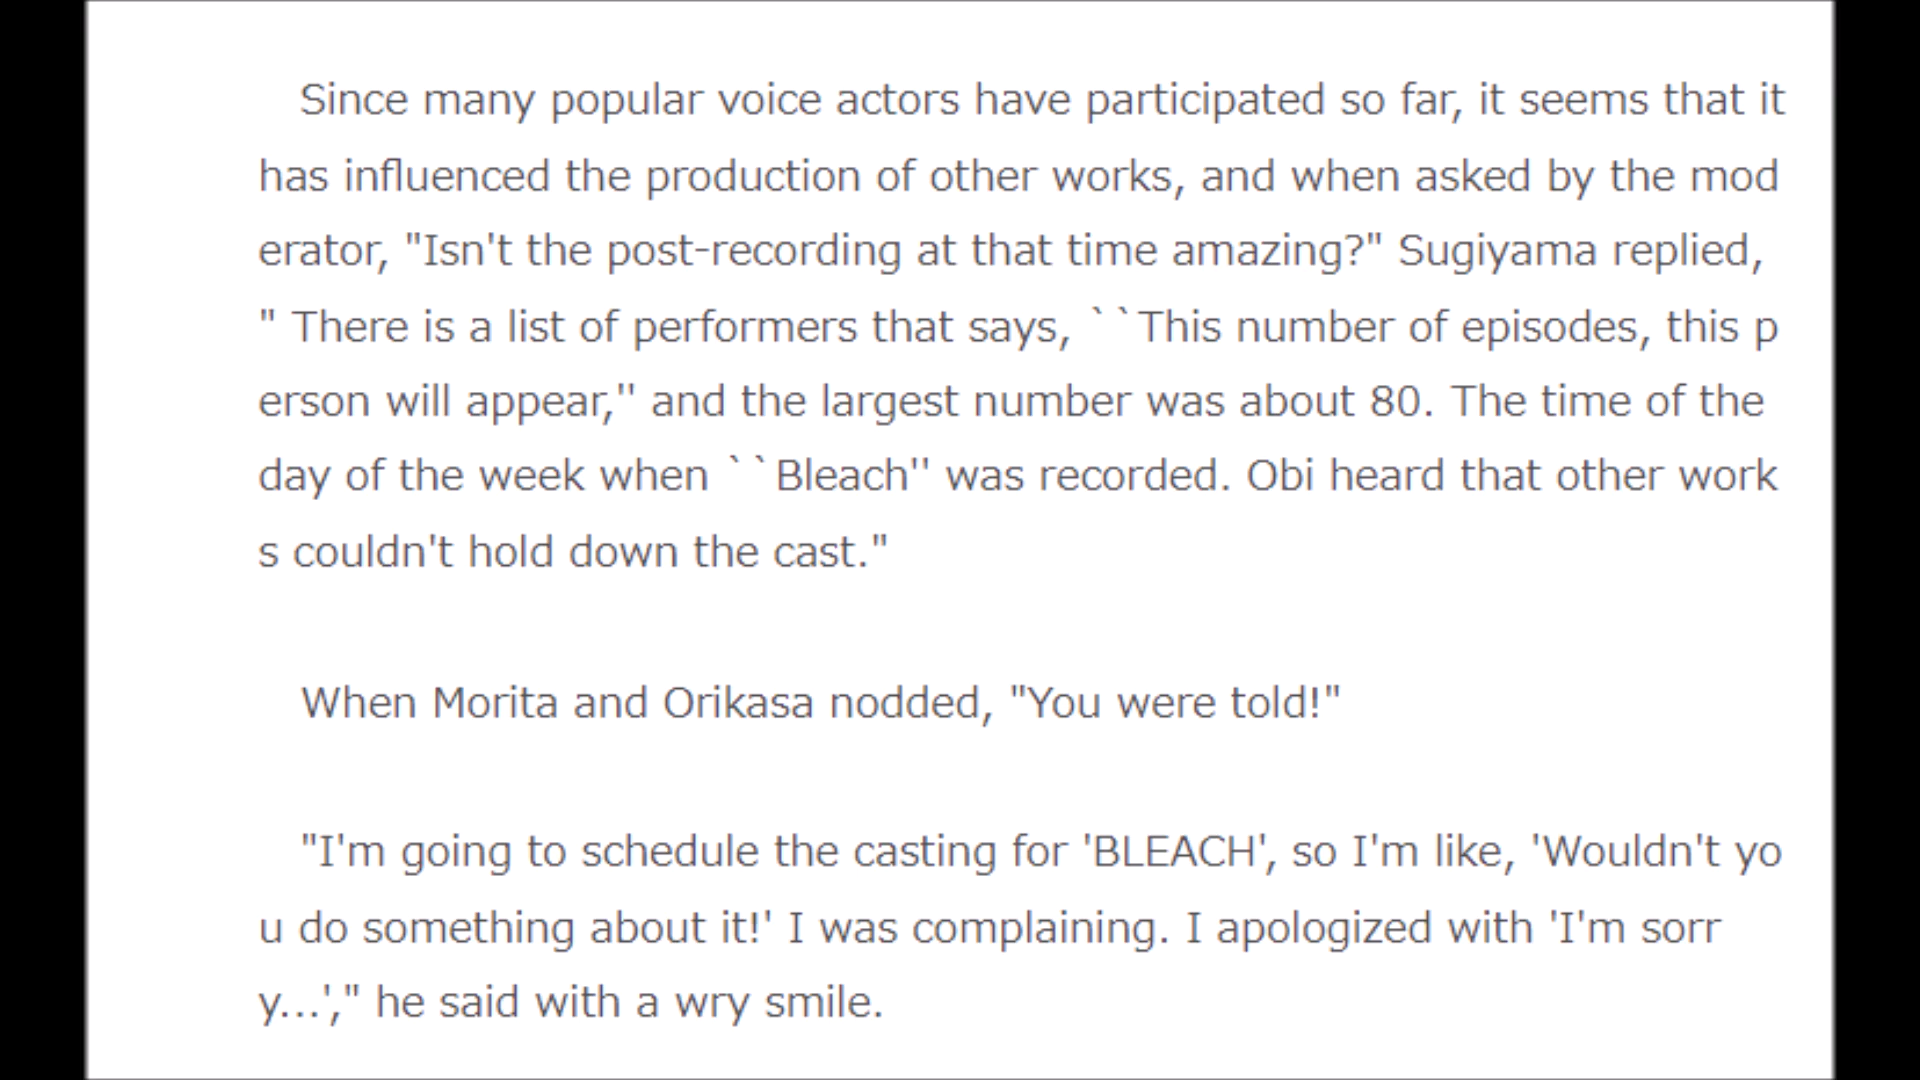 Since many popular voice actors have participated so far, it seems that it
has influenced the production of other works, and when asked by the mod
erator, "Isn't the post-recording at that time amazing?" Sugiyama replied,
" There is a list of performers that says, ``This number of episodes, this p
erson will appear,'' and the largest number was about 80. The time of the
day of the week when ``Bleach'' was recorded. Obi heard that other work
s couldn't hold down the cast."
When Morita and Orikasa nodded, "You were told!"
"I'm going to schedule the casting for 'BLEACH', so I'm like, 'Wouldn't yo
u do something about it!' I was complaining. I apologized with 'I'm sorr
y...'," he said with a wry smile.